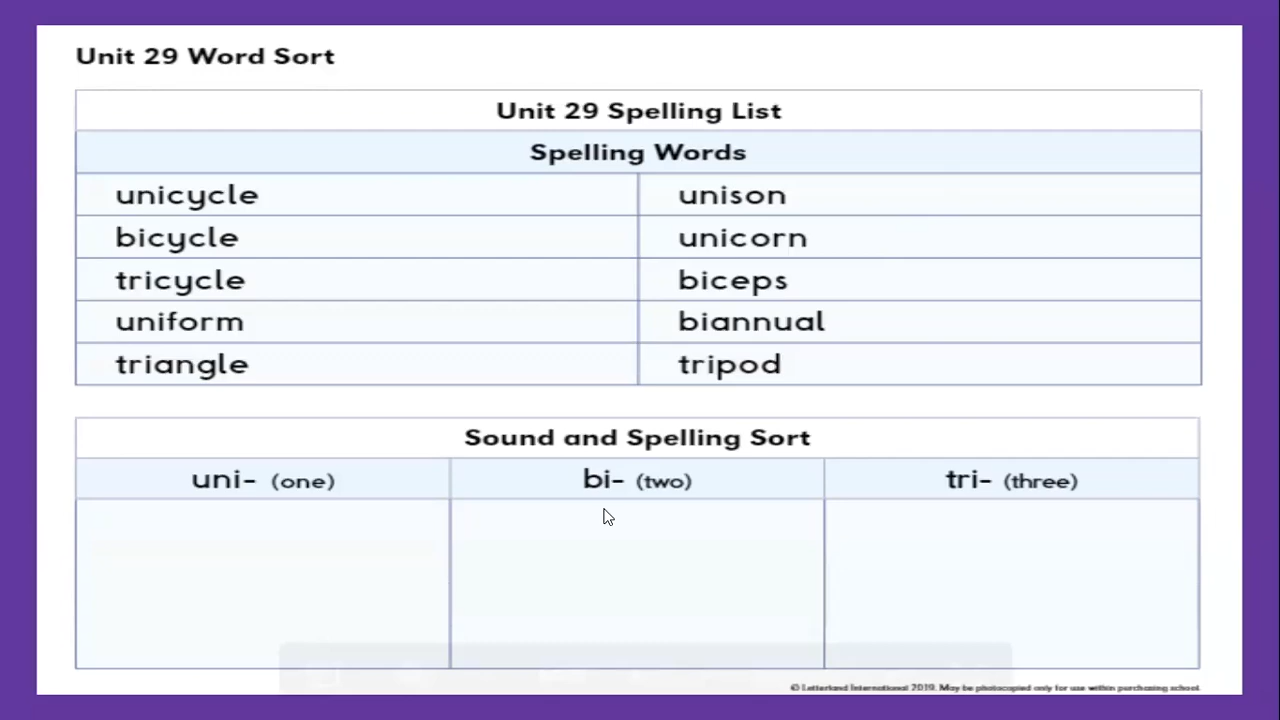 Unit 29 Word Sort
Unit 29 Spelling List
Spelling Words
unicycle unison
bicycle unicorn
tricycle biceps
uniform biannual
triangle tripod
Sound and Spelling Sort
uni- (one) bi- (two) tri- (three)
© Letterland International 2019. May be photocopied only for use within purchasing school.